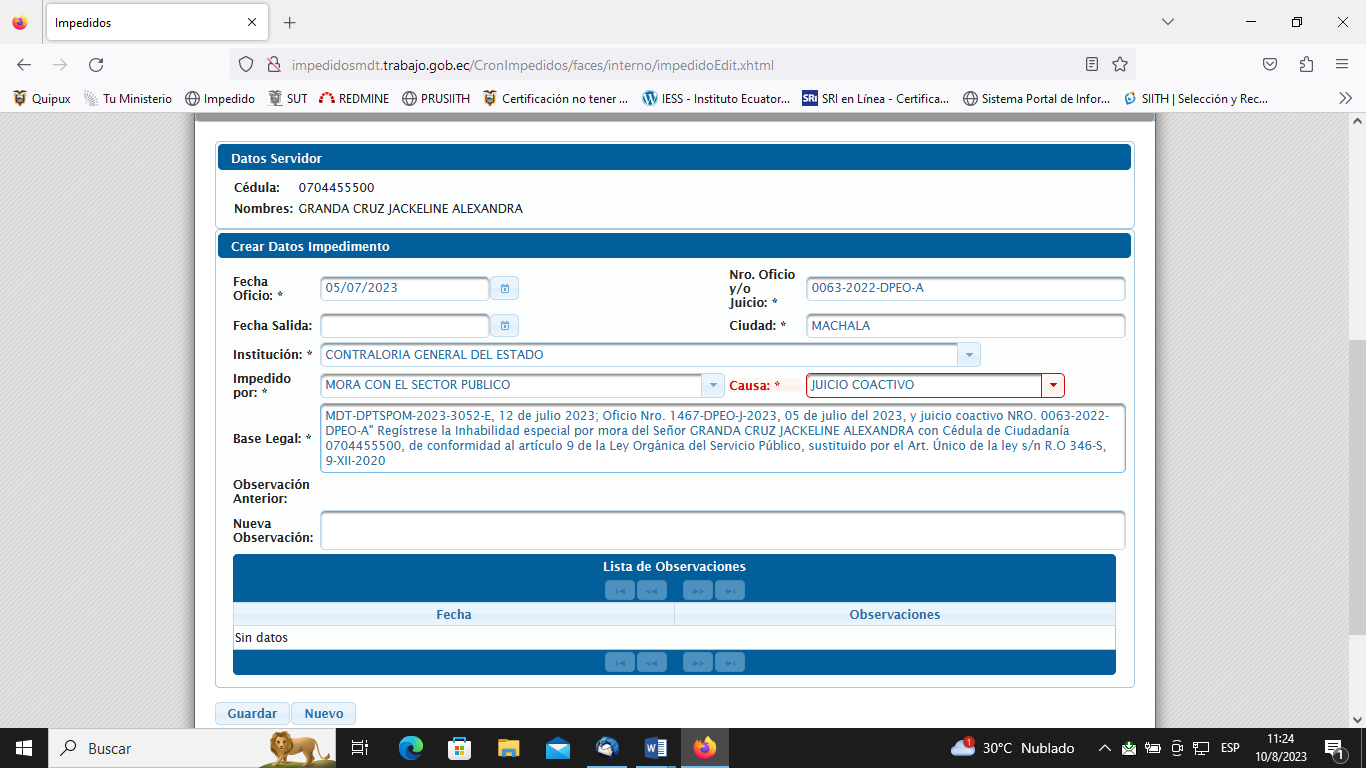 Impedidos
impedidosmdt.trabajo.gob.ec/CronImpedidos/faces/interno/impedidoEdit.xhtml
Quipux Tu Ministerio Impedido SUT REDMINE PRUSIITH Certificación no tener ... IESS - Instituto Ecuator... SRI SRI en Línea - Certifica... Sistema Portal de Infor... SIITH | Selección y Rec...
Datos Servidor
Cédula: 0704455500
Nombres: GRANDA CRUZ JACKELINE ALEXANDRA
Crear Datos Impedimento
Fecha Oficio: * 05/07/2023 Nro. Oficio y/o Juicio: * 0063-2022-DPEO-A
Fecha Salida: Ciudad: * MACHALA
Institución: * CONTRALORIA GENERAL DEL ESTADO
Impedido por: * MORA CON EL SECTOR PUBLICO Causa: * JUICIO COACTIVO
Base Legal: *
MDT-DPTSPOM-2023-3052-E, 12 de julio 2023; Oficio Nro. 1467-DPEO-J-2023, 05 de julio del 2023, y juicio coactivo NRO. 0063-2022-
DPEO-A" Regístrese la Inhabilidad especial por mora del Señor GRANDA CRUZ JACKELINE ALEXANDRA con Cédula de Ciudadanía
0704455500, de conformidad al artículo 9 de la Ley Orgánica del Servicio Público, sustituido por el Art. Único de la ley s/n R.O 346-S,
9-XII-2020
Observación
Anterior:
Nueva
Observación:
Lista de Observaciones
Fecha Observaciones
Sin datos
Guardar Nuevo
Buscar 1 30°C Nublado ESP 11:24
10/8/2023 1